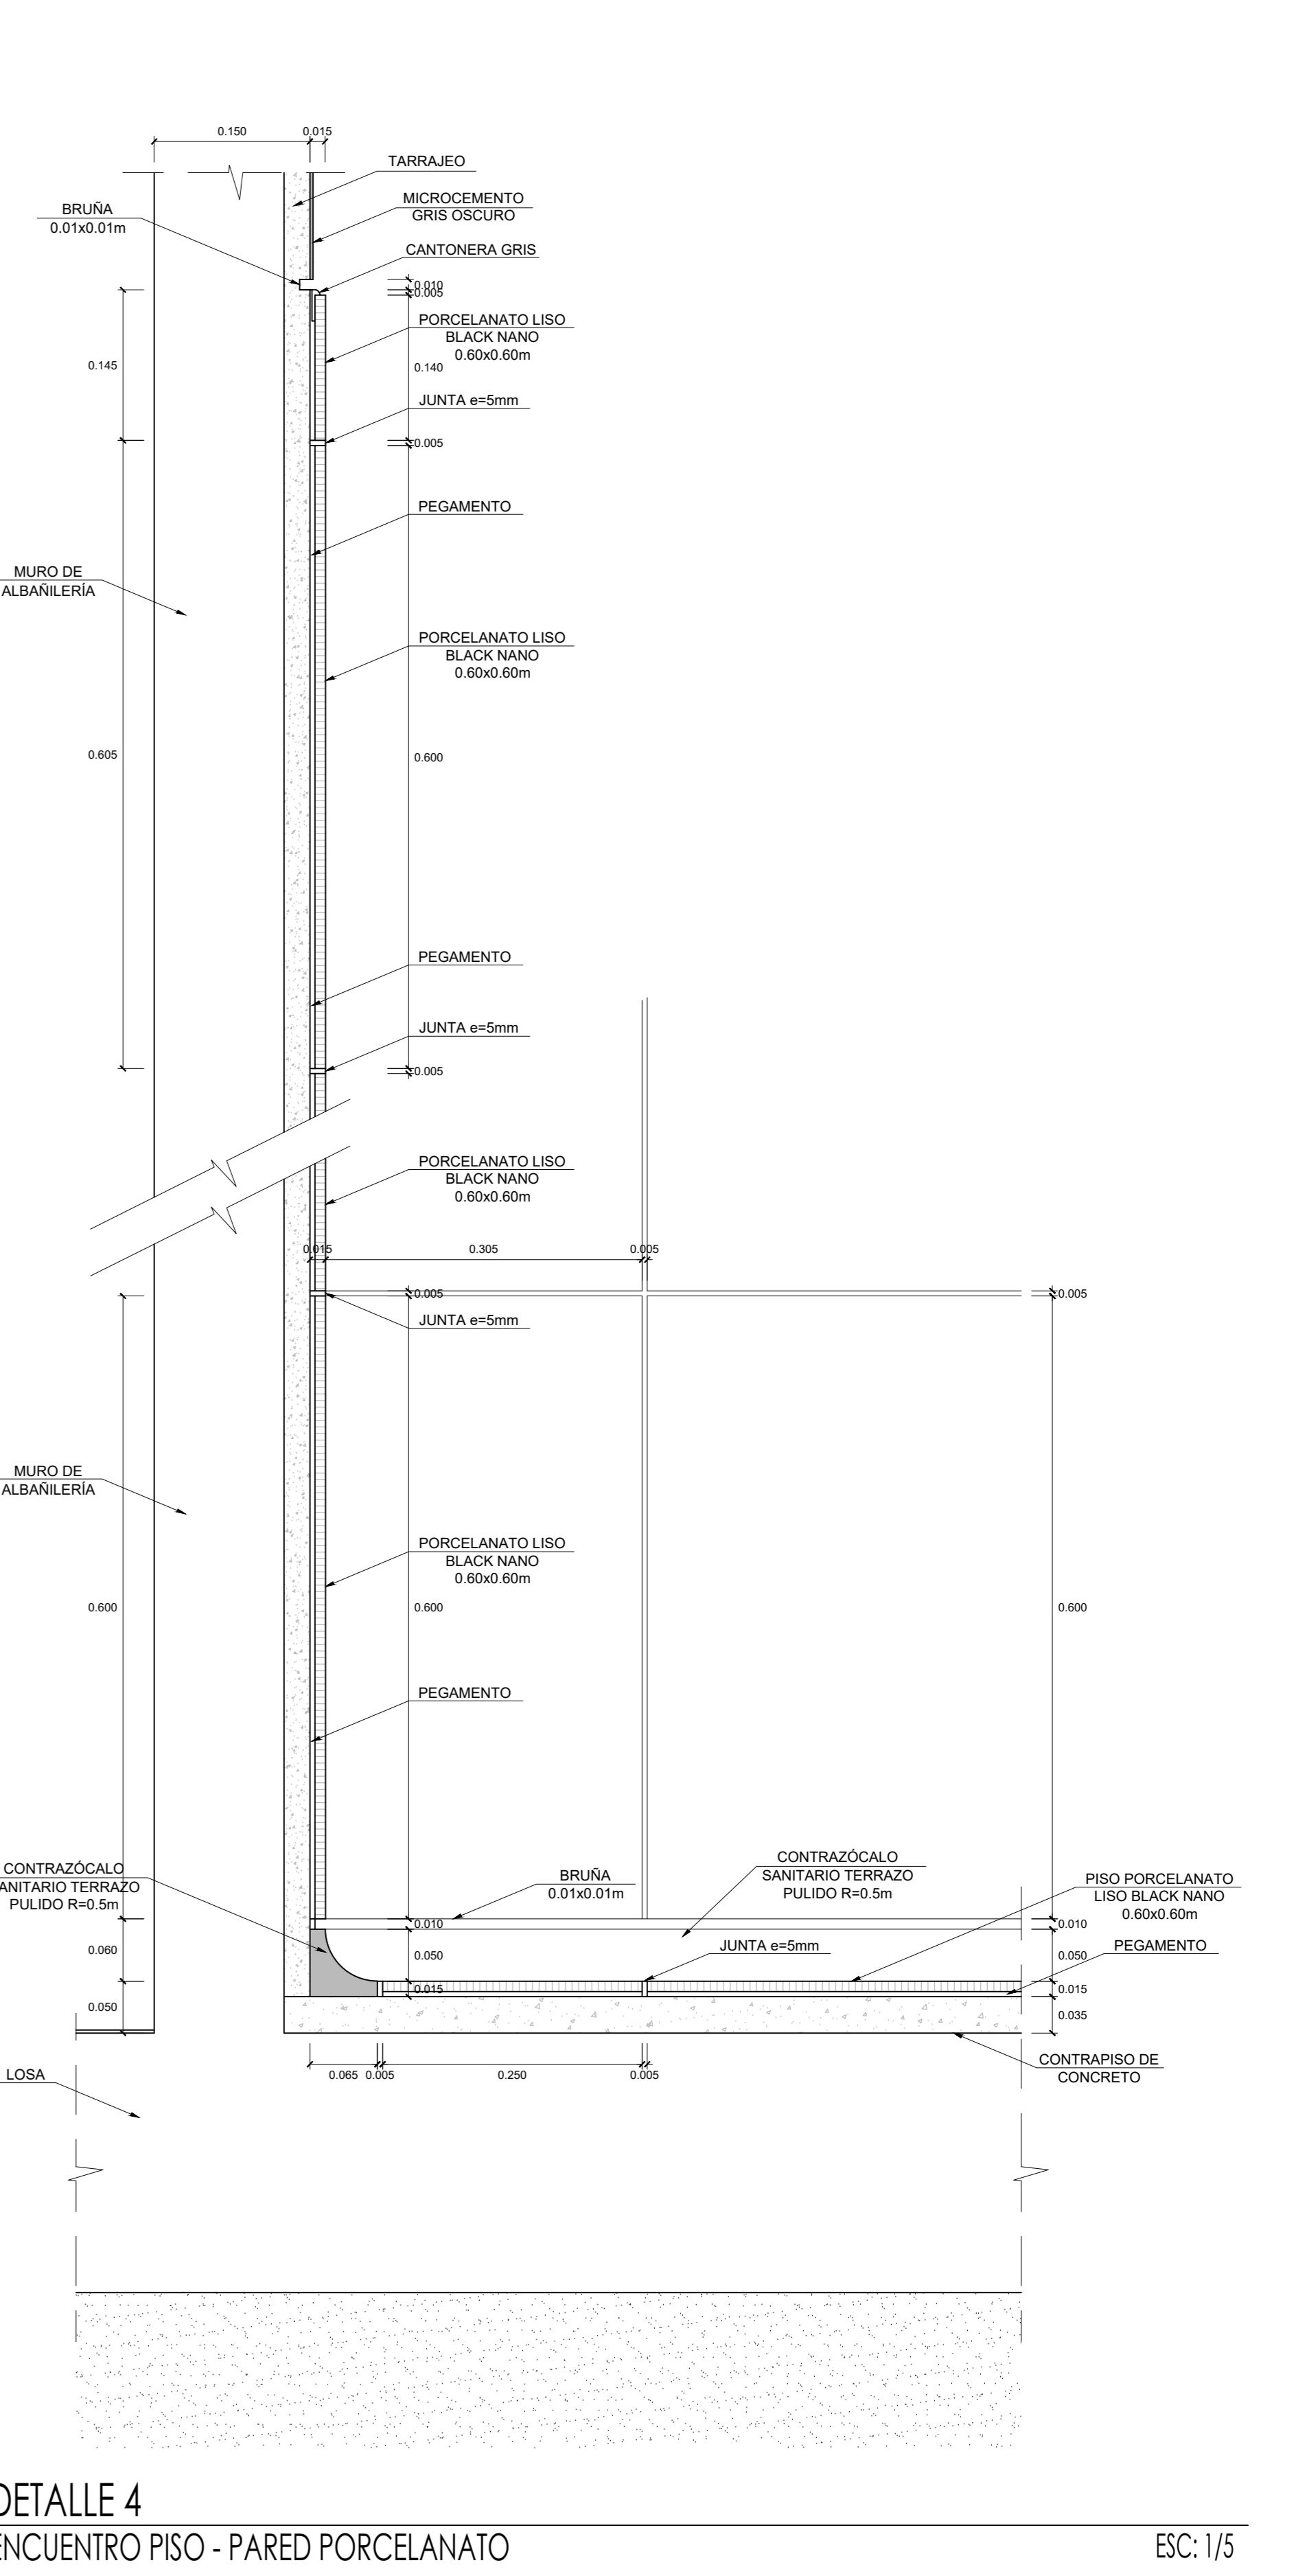 0.150
0.015
TARRAJEO
MICROCEMENTO
GRIS OSCURO
BRUÑA
0.01x0.01m
CANTONERA GRIS
0.010
0.005
PORCELANATO LISO
BLACK NANO
0.60x0.60m
0.145
0.140
JUNTA e=5mm
0.005
PEGAMENTO
MURO DE
ALBAÑILERÍA
PORCELANATO LISO
BLACK NANO
0.60x0.60m
0.605
0.600
PEGAMENTO
JUNTA e=5mm
0.005
PORCELANATO LISO
BLACK NANO
0.60x0.60m
0.015
0.305
0.005
0.005
0.005
JUNTA e=5mm
MURO DE
ALBAÑILERÍA
PORCELANATO LISO
BLACK NANO
0.60x0.60m
0.600
0.600
0.600
PEGAMENTO
CONTRAZÓCALO
ANITARIO TERRAZO
PULIDO R=0.5m
BRUÑA
0.01x0.01m
CONTRAZÓCALO
SANITARIO TERRAZO
PULIDO R=0.5m
PISO PORCELANATO
LISO BLACK NANO
0.60x0.60m
0.010
0.010
0.060
0.050
JUNTA e=5mm
0.050
PEGAMENTO
0.015
0.015
0.050
0.035
CONTRAPISO DE
CONCRETO
LOSA
0.065
0.005
0.250
0.005
DETALLE 4
ENCUENTRO PISO - PARED PORCELANATO
ESC: 1/5